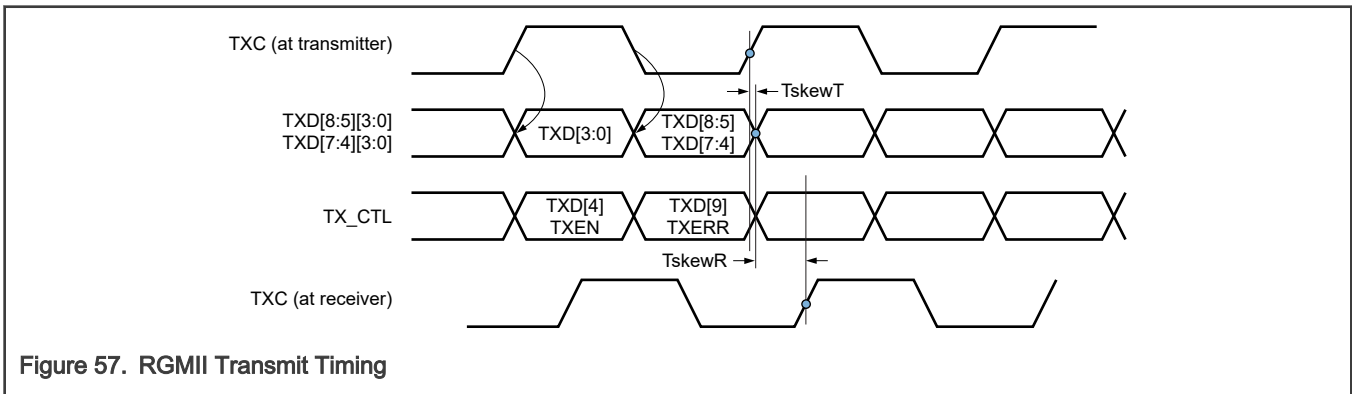 TXC (at transmitter)
TskewT
TXD[8:5][3:0]
TXD[7:4][3:0]
TXD[3:0]
TXD[8:5]
TXD[7:4]
TX_CTL
TXD[4]
TXEN
TXD[9]
TXERR
TskewR
TXC (at receiver)
Figure 57. RGMII Transmit Timing